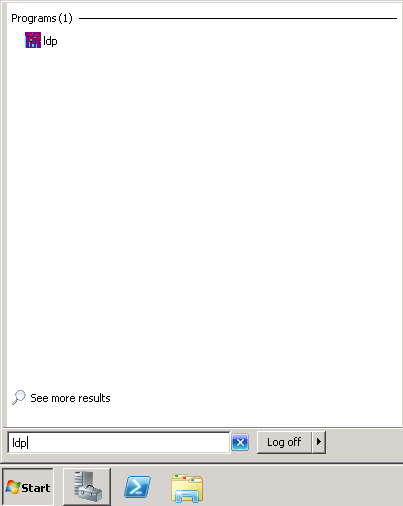 Programs (1)
ldp
See more results
ldp
Log off
Start